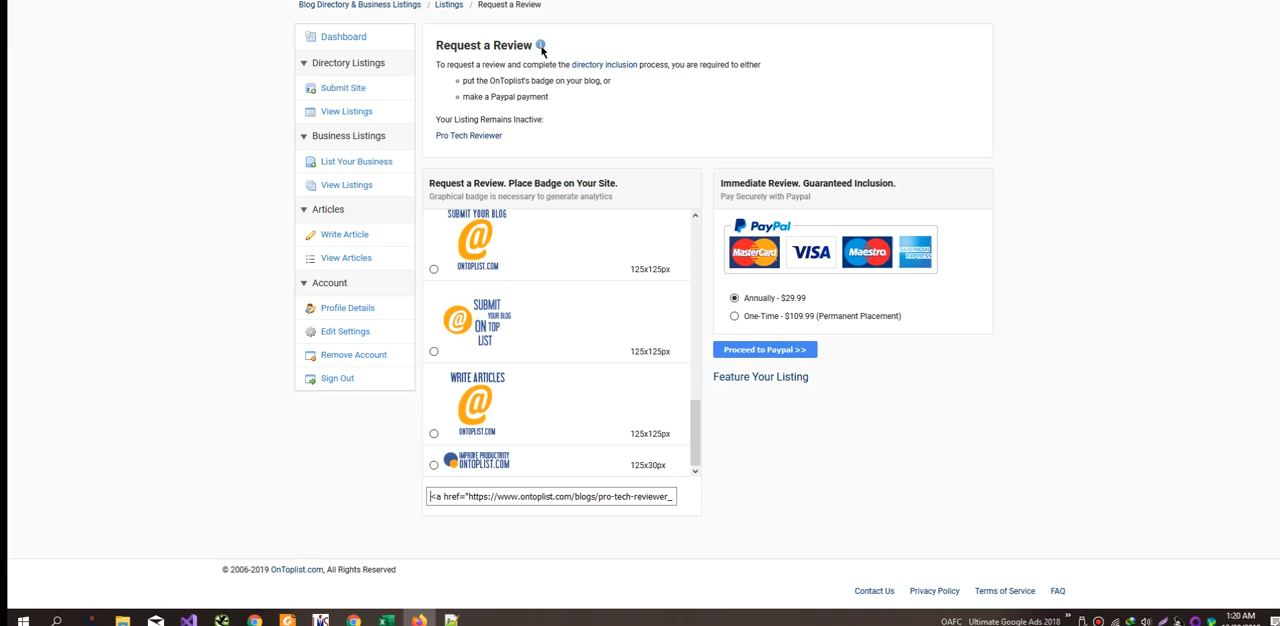 Blog Directory & Business Listings / Listings / Request a Review
Dashboard
Directory Listings
Submit Site
View Listings
Business Listings
List Your Business
View Listings
Articles
Write Article
View Articles
Account
Profile Details
Edit Settings
Remove Account
Sign Out
Request a Review
To request a review and complete the directory inclusion process, you are required to either
put the OnToplist's badge on your blog, or
make a Paypal payment
Your Listing Remains Inactive:
Pro Tech Reviewer
Request a Review. Place Badge on Your Site.
Graphical badge is necessary to generate analytics
SUBMIT YOUR BLOG
@
ONTOPLIST.COM
125x125px
@ SUBMIT
YOUR BLOG
ON TOP
LIST
125x125px
WRITE ARTICLES
@
ONTOPLIST.COM
125x125px
IMPROVE PRODUCTIVITY
ONTOPLIST.COM
125x30px
<a href="https://www.ontoplist.com/blogs/pro-tech-reviewer_
Immediate Review. Guaranteed Inclusion.
Pay Securely with Paypal
PayPal
MasterCard VISA Maestro AMERICAN EXPRESS
Annually - $29.99
One-Time - $109.99 (Permanent Placement)
Proceed to Paypal >>
Feature Your Listing
© 2006-2019 OnToplist.com, All Rights Reserved
Contact Us Privacy Policy Terms of Service FAQ
OAFC Ultimate Google Ads 2018 »
1:20 AM